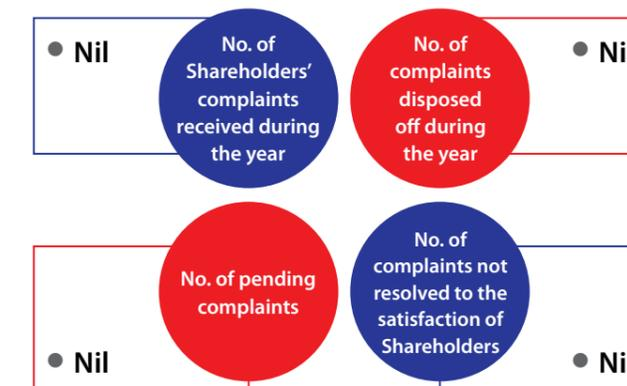 Nil
No. of
Shareholders’
complaints
received during
the year
No. of
complaints
disposed
off during
the year
No. of pending
complaints
Nil
No. of
complaints not
resolved to the
satisfaction of
Shareholders